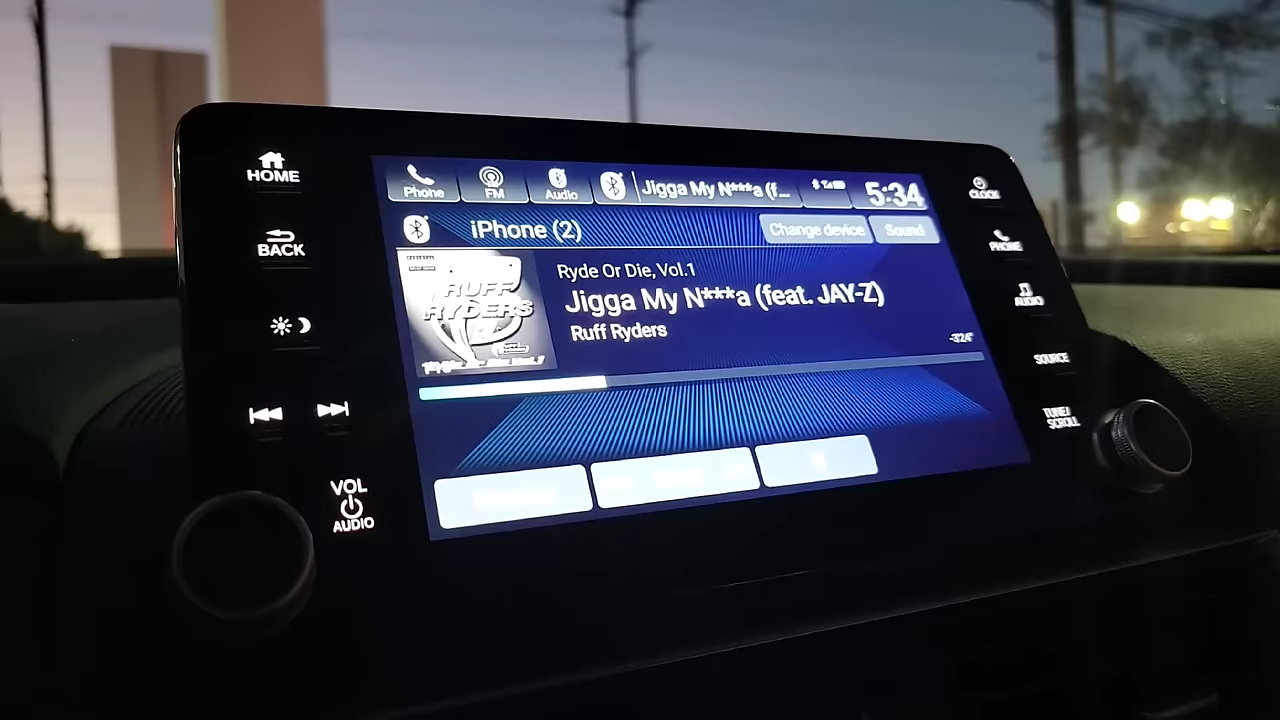 HOME
BACK
VOL
AUDIO
Phone
FM
Audio
Jigga My N***a (f...
5:34
iPhone (2)
Change device
Sound
RUFF
RYDERS
Ryde Or Die, Vol.1
Jigga My N***a (feat. JAY-Z)
Ruff Ryders
-3'24"
CLOCK
PHONE
AUDIO
SOURCE
TUNE/
SCROLL